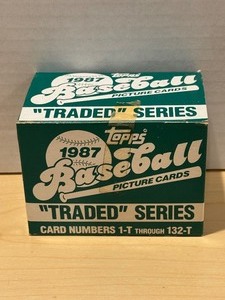 1987
Topps
Baseball
PICTURE CARDS
"TRADED" SERIES
Topps
1987
Baseball
PICTURE CARDS
"TRADED" SERIES
CARD NUMBERS 1-T THROUGH 132-T